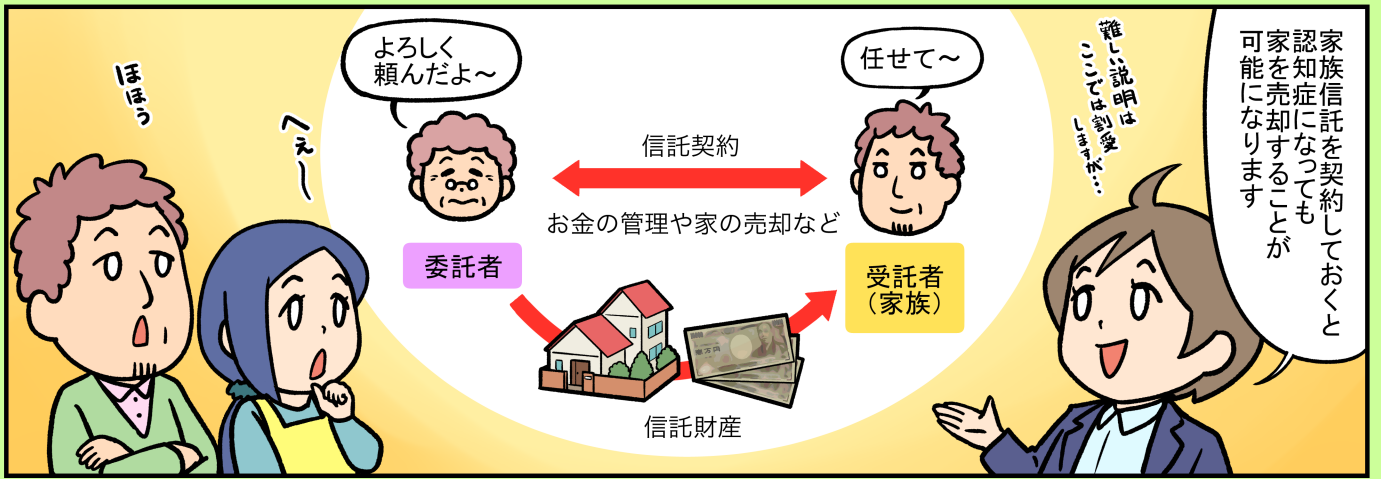 家族信託を契約しておくと
認知症になっても
家を売却することが
可能になります
難しい説明は
ここでは割愛
しますが…
よろしく
頼んだよ～
任せて～
信託契約
お金の管理や家の売却など
委託者
受託者
（家族）
信託財産
へぇ～
ほほぅ
壱万円